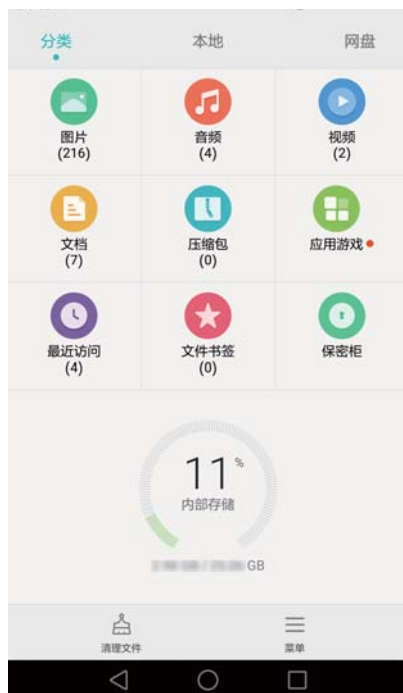 分类 本地 网盘
图片 音频 视频
(216) (4) (2)
文档 压缩包 应用游戏
(7) (0)
最近访问 文件书签 保密柜
(4) (0)
11%
内部存储
GB
清理文件 菜单